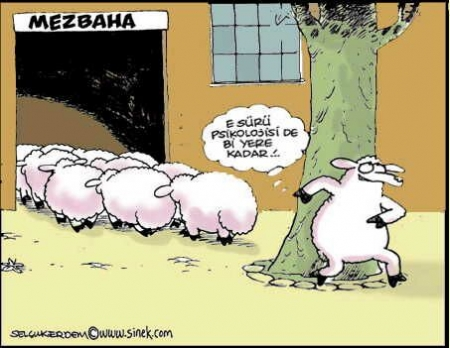 MEZBAHA
E SÜRÜ
PSİKOLOJİSİ DE
Bİ YERE
KADAR..!
SELÇUKERDEM©www.sinek.com